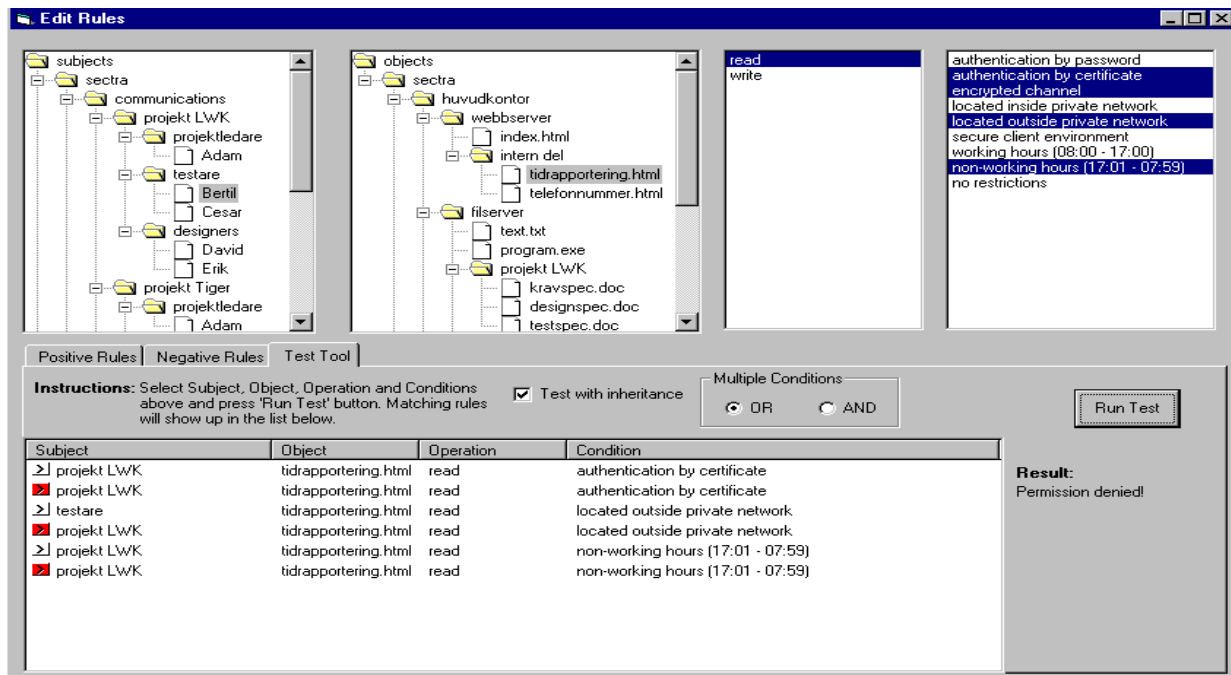 Edit Rules
subjects
sectra
communications
projekt LWK
projektledare
Adam
testare
Bertil
Cesar
designers
David
Erik
projekt Tiger
projektledare
Adam
objects
sectra
huvudkontor
webbserver
index.html
intern del
tidrapportering.html
telefonnummer.html
filserver
text.txt
program.exe
projekt LWK
kravspec.doc
designspec.doc
testspec.doc
read
write
authentication by password
authentication by certificate
encrypted channel
located inside private network
located outside private network
secure client environment
working hours (08:00 - 17:00)
non-working hours (17:01 - 07:59)
no restrictions
Positive Rules Negative Rules Test Tool
Instructions: Select Subject, Object, Operation and Conditions
above and press 'Run Test' button. Matching rules
will show up in the list below.
Test with inheritance
Multiple Conditions
OR AND
Run Test
Subject Object Operation Condition
projekt LWK tidrapportering.html read authentication by certificate
projekt LWK tidrapportering.html read authentication by certificate
testare tidrapportering.html read located outside private network
projekt LWK tidrapportering.html read located outside private network
projekt LWK tidrapportering.html read non-working hours (17:01 - 07:59)
projekt LWK tidrapportering.html read non-working hours (17:01 - 07:59)
Result:
Permission denied!